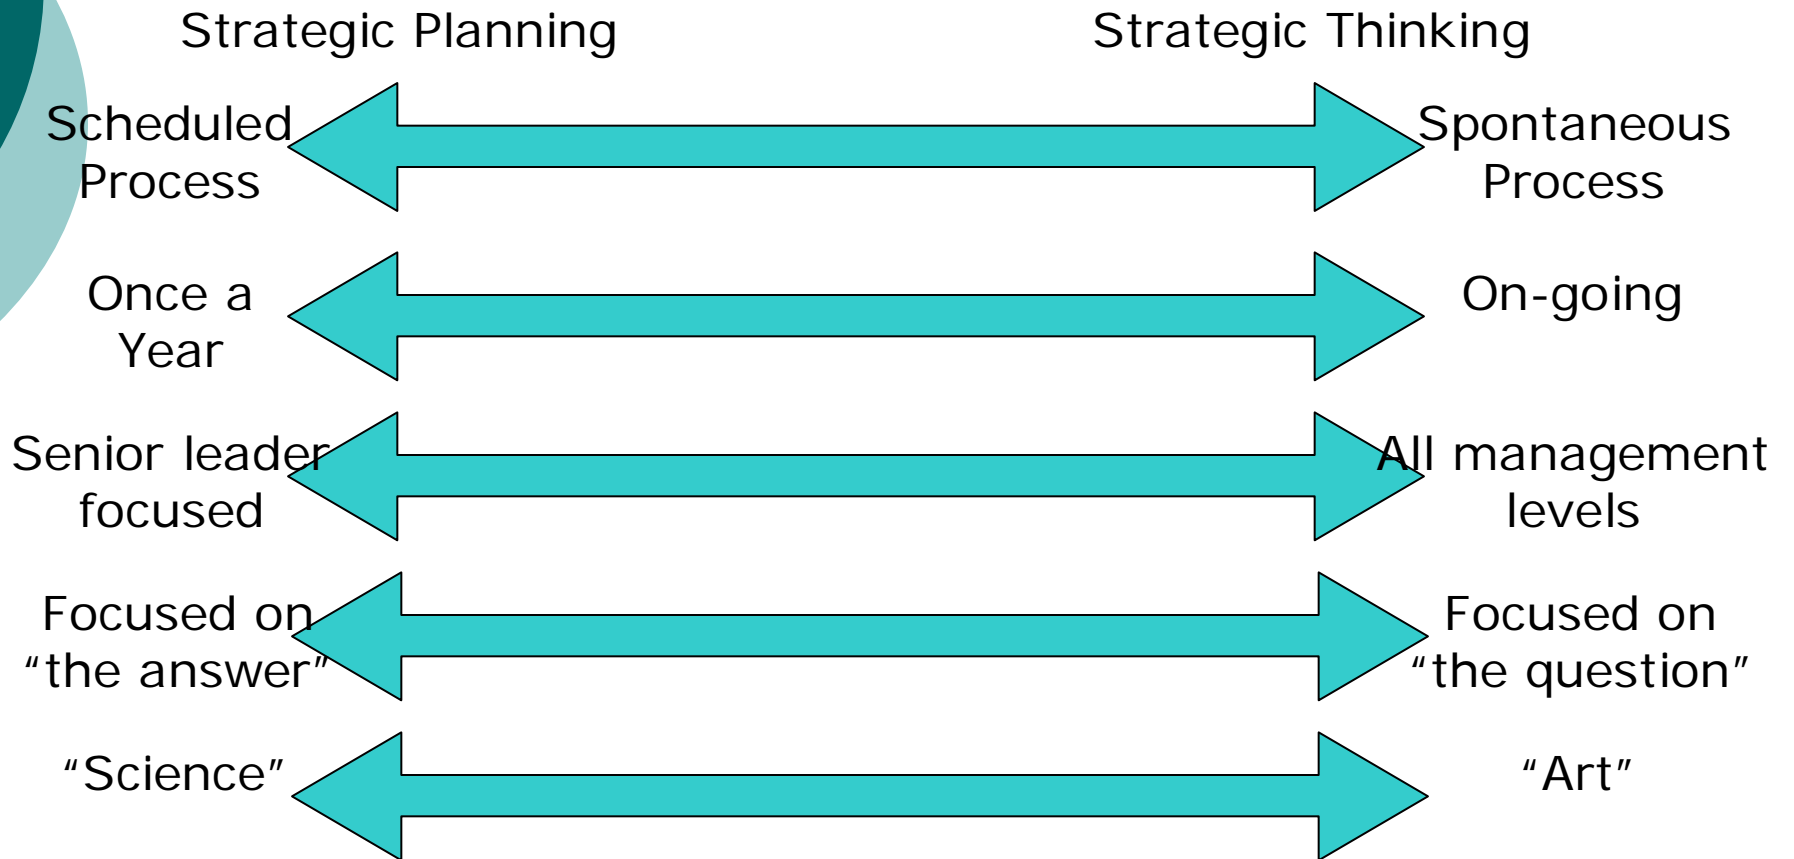 Strategic Planning
Strategic Thinking
Scheduled
Process
Spontaneous
Process
Once a
Year
On-going
Senior leader
focused
All management
levels
Focused on
“the answer”
Focused on
“the question”
“Science”
“Art”